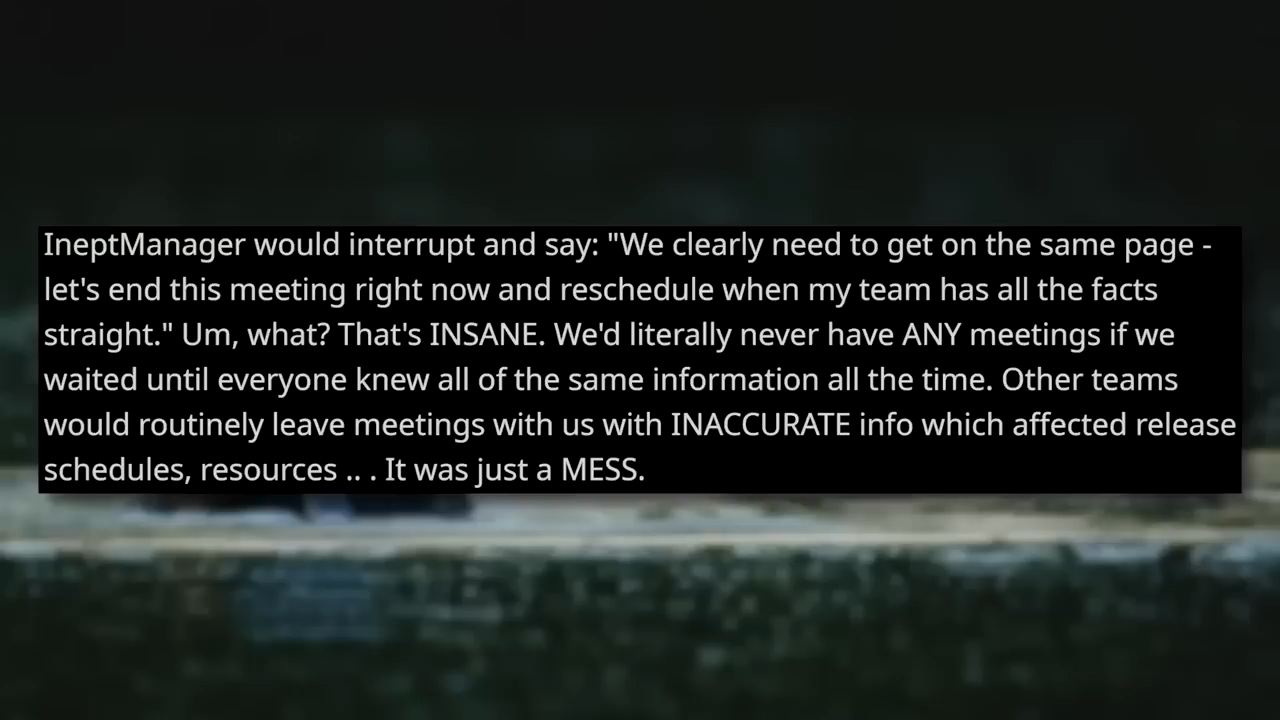 IneptManager would interrupt and say: "We clearly need to get on the same page -
let's end this meeting right now and reschedule when my team has all the facts
straight." Um, what? That's INSANE. We'd literally never have ANY meetings if we
waited until everyone knew all of the same information all the time. Other teams
would routinely leave meetings with us with INACCURATE info which affected release
schedules, resources .. . It was just a MESS.